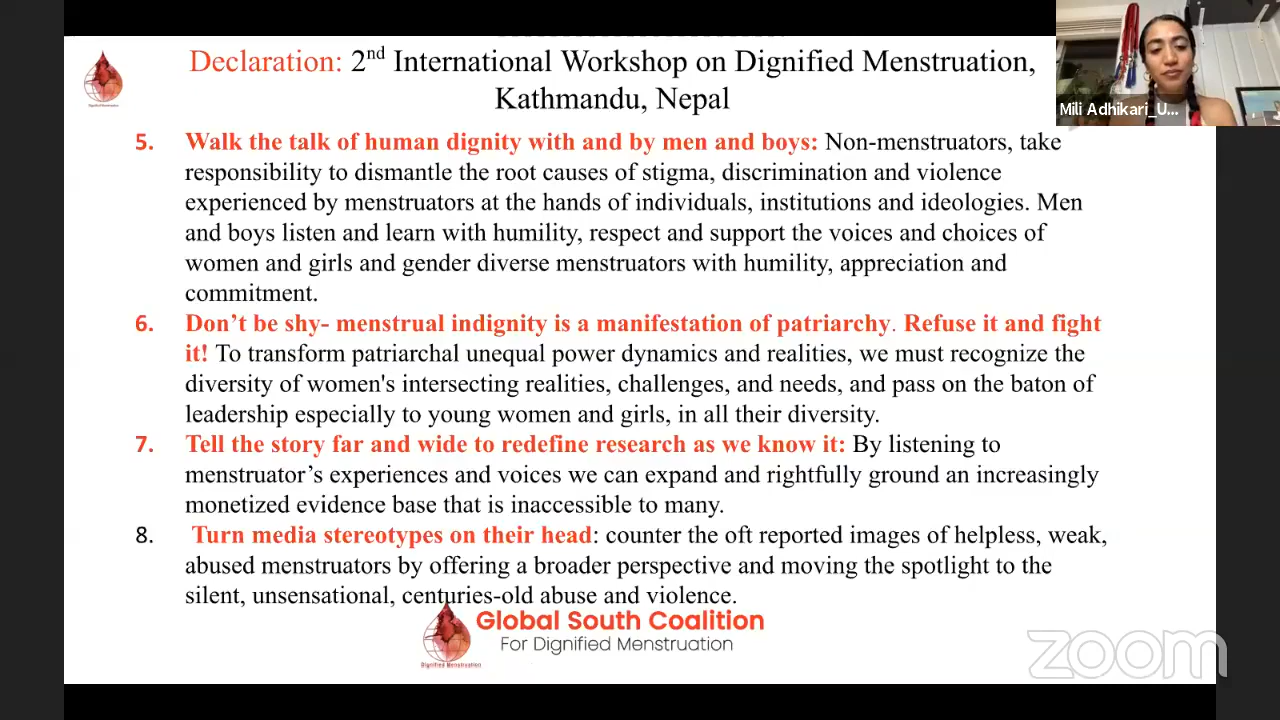 Declaration: 2nd International Workshop on Dignified Menstruation,
Kathmandu, Nepal
Mili Adhikari_U...
5. Walk the talk of human dignity with and by men and boys: Non-menstruators, take
responsibility to dismantle the root causes of stigma, discrimination and violence
experienced by menstruators at the hands of individuals, institutions and ideologies. Men
and boys listen and learn with humility, respect and support the voices and choices of
women and girls and gender diverse menstruators with humility, appreciation and
commitment.
6. Don't be shy- menstrual indignity is a manifestation of patriarchy. Refuse it and fight
it! To transform patriarchal unequal power dynamics and realities, we must recognize the
diversity of women's intersecting realities, challenges, and needs, and pass on the baton of
leadership especially to young women and girls, in all their diversity.
7. Tell the story far and wide to redefine research as we know it: By listening to
menstruator's experiences and voices we can expand and rightfully ground an increasingly
monetized evidence base that is inaccessible to many.
8. Turn media stereotypes on their head: counter the oft reported images of helpless, weak,
abused menstruators by offering a broader perspective and moving the spotlight to the
silent, unsensational, centuries-old abuse and violence.
Global South Coalition
For Dignified Menstruation
Dignified Menstruation
zoom